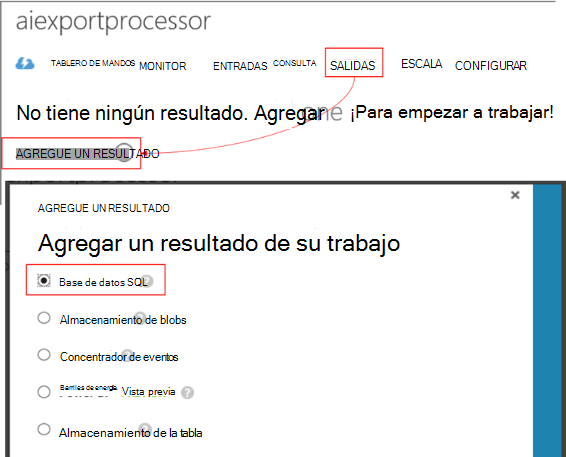 aiexportprocessor
TABLERO DE MANDOS MONITOR ENTRADAS CONSULTA SALIDAS ESCALA CONFIGURAR
No tiene ningún resultado. Agregar one ¡Para empezar a trabajar!
AGREGUE UN RESULTADO
AGREGUE UN RESULTADO
Agregar un resultado de su trabajo
Base de datos SQL
Almacenamiento de blobs
Concentrador de eventos
Barriles de energía Vista previa
Almacenamiento de la tabla